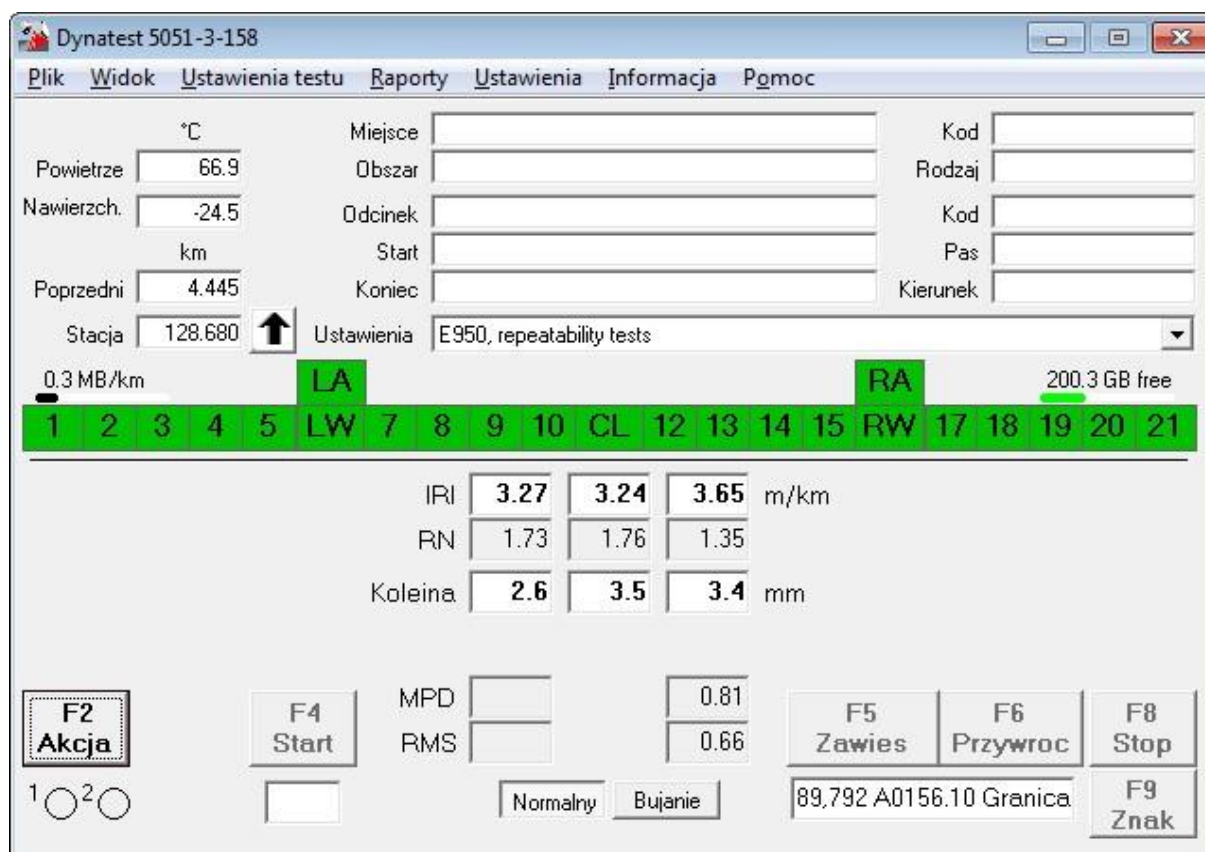 Dynatest 5051-3-158
Plik Widok Ustawienia testu Raporty Ustawienia Informacja Pomoc
°C Miejsce Kod
Powietrze 66.9 Obszar Rodzaj
Nawierzch. -24.5 Odcinek Kod
km Start Pas
Poprzedni 4.445 Koniec Kierunek
Stacja 128.680 Ustawienia E950, repeatability tests
0.3 MB/km LA RA 200.3 GB free
1 2 3 4 5 LW 7 8 9 10 CL 12 13 14 15 RW 17 18 19 20 21
IRI 3.27 3.24 3.65 m/km
RN 1.73 1.76 1.35
Koleina 2.6 3.5 3.4 mm
MPD 0.81
RMS 0.66
F2 Akcja
F4 Start
F5 Zawies
F6 Przywroc
F8 Stop
1 2
Normalny Bujanie 89,792 A0156.10 Granica
F9 Znak